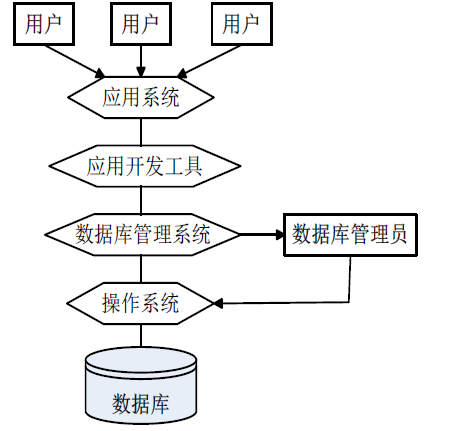 用户
用户
用户
应用系统
应用开发工具
数据库管理系统
数据库管理员
操作系统
数据库